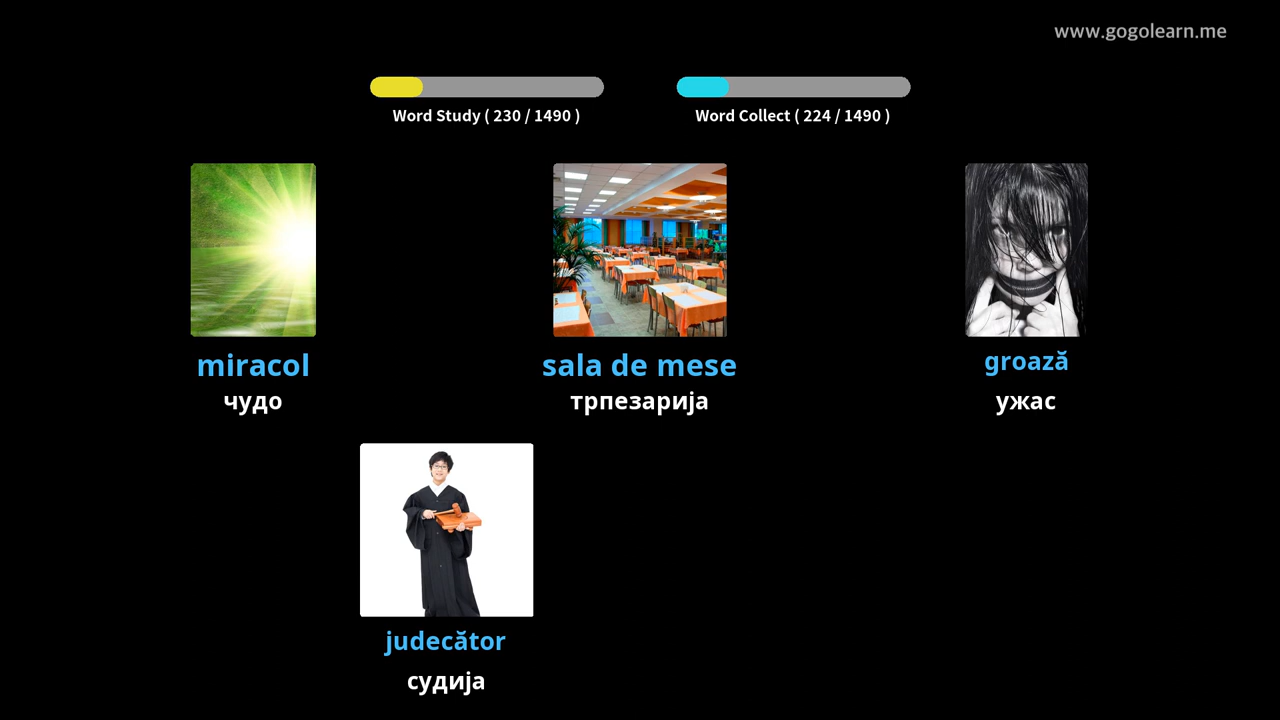 www.gogolearn.me
Word Study ( 230 / 1490 )
Word Collect ( 224 / 1490 )
miracol
чудо
sala de mese
трпезарија
groază
ужас
judecător
судија